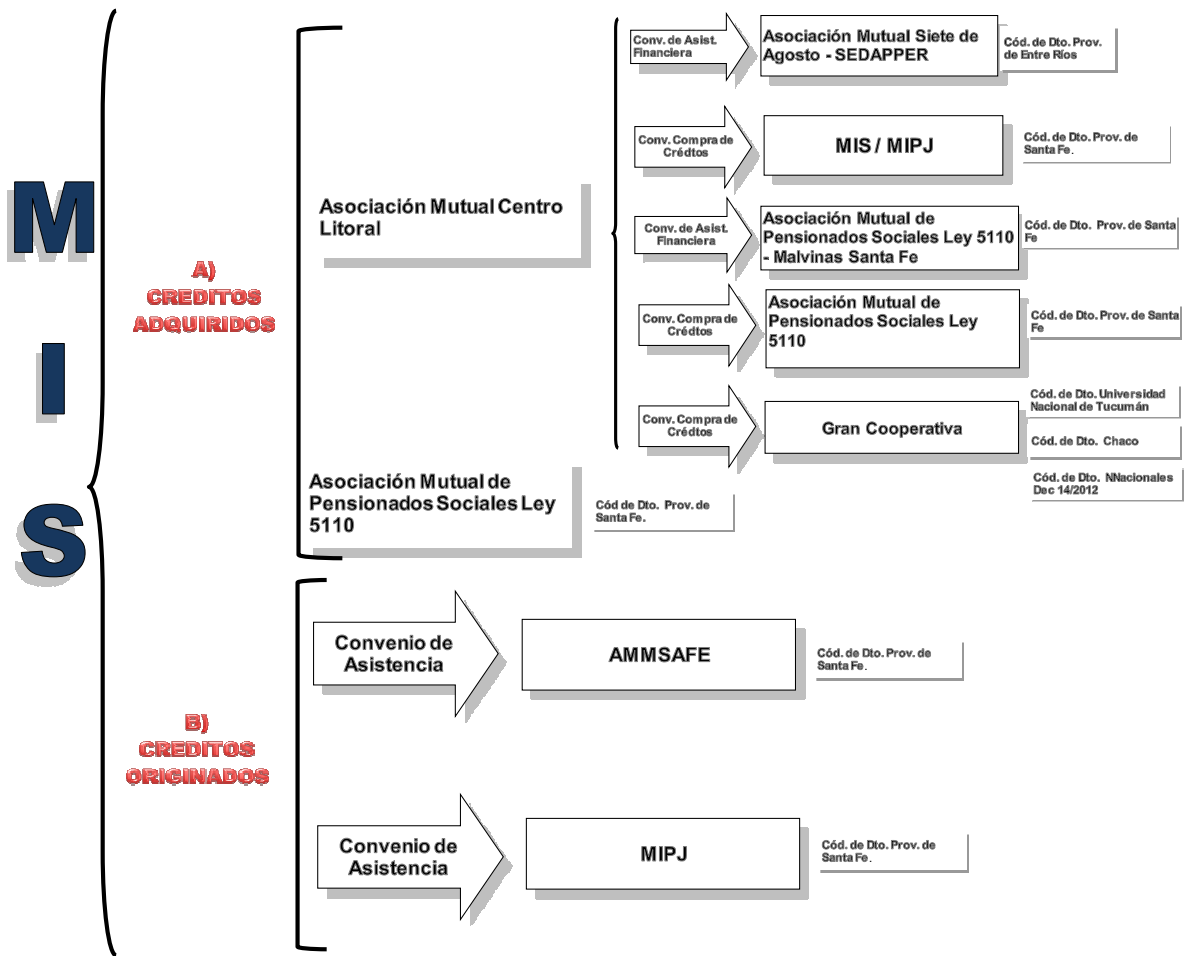 M
I
S
A)
CREDITOS
ADQUIRIDOS
Asociación Mutual Centro
Litoral
Conv. de Asist.
Financiera
Asociación Mutual Siete de
Agosto - SEDAPPER
Cód. de Dto. Prov.
de Entre Ríos
Conv. Compra de
Crédtos
MIS / MIPJ
Cód. de Dto. Prov. de
Santa Fe.
Conv. de Asist.
Financiera
Asociación Mutual de
Pensionados Sociales Ley 5110
- Malvinas Santa Fe
Cód. de Dto. Prov. de Santa
Fe
Conv. Compra de
Crédtos
Asociación Mutual de
Pensionados Sociales Ley
5110
Cód. de Dto. Prov. de Santa
Fe
Conv. Compra de
Crédtos
Gran Cooperativa
Cód. de Dto. Universidad
Nacional de Tucumán
Cód. de Dto. Chaco
Cód. de Dto. NNacionales
Dec 14/2012
Asociación Mutual de
Pensionados Sociales Ley
5110
Cód de Dto. Prov. de
Santa Fe.
B)
CREDITOS
ORIGINADOS
Convenio de
Asistencia
AMMSAFE
Cód. de Dto. Prov. de
Santa Fe.
Convenio de
Asistencia
MIPJ
Cód. de Dto. Prov. de
Santa Fe.